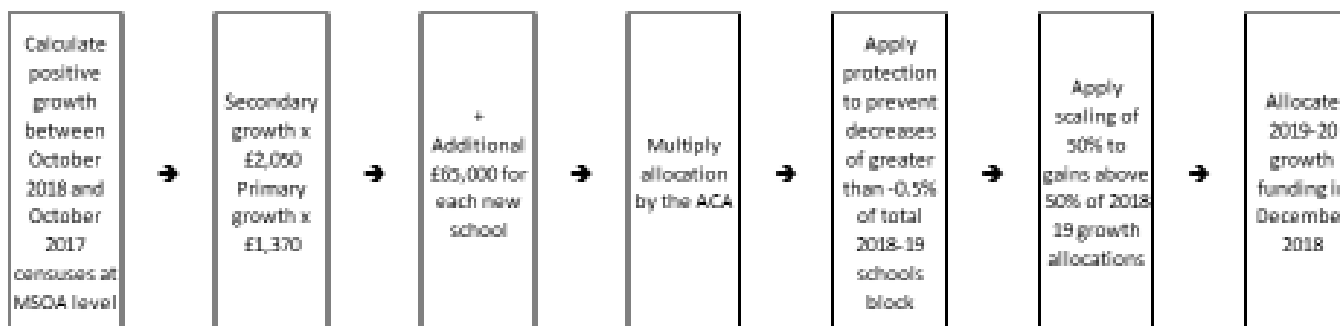 Calculate
positive
growth
between
October
2018 and
October
2017
censuses at
MSOA level
Secondary
growth x
£2,050
Primary
growth x
£1,370
+
Additional
£65,000 for
each new
school
Multiply
allocation
by the ACA
Apply
protection
to prevent
decreases
of greater
than -0.5%
of total
2018-19
schools
block
Apply
scaling of
50% to
gains above
50% of 2018
19 growth
allocations
Allocate
2019-20
growth
funding in
December
2018